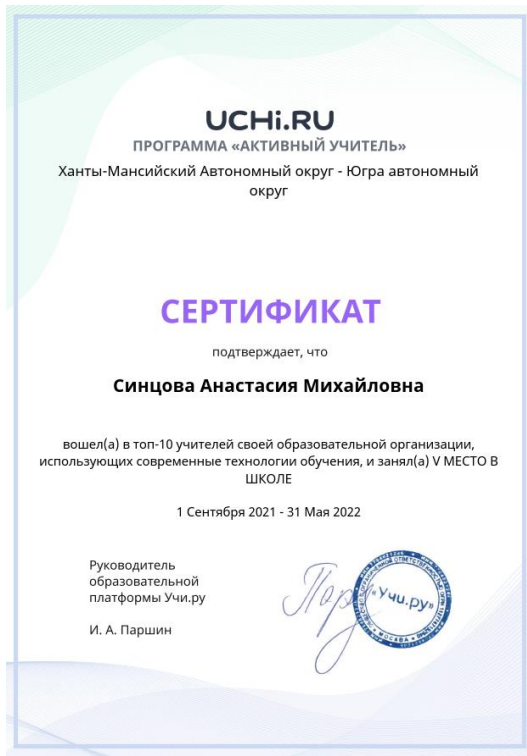 UCHi.RU
ПРОГРАММА «АКТИВНЫЙ УЧИТЕЛЬ»
Ханты-Мансийский Автономный округ - Югра автономный
округ
СЕРТИФИКАТ
подтверждает, что
Синцова Анастасия Михайловна
вошел(а) в топ-10 учителей своей образовательной организации,
использующих современные технологии обучения, и занял(а) V МЕСТО В
ШКОЛЕ
1 Сентября 2021 - 31 Мая 2022
Руководитель
образовательной
платформы Учи.ру
И. А. Паршин
«Учи.ру»
МОСКВА